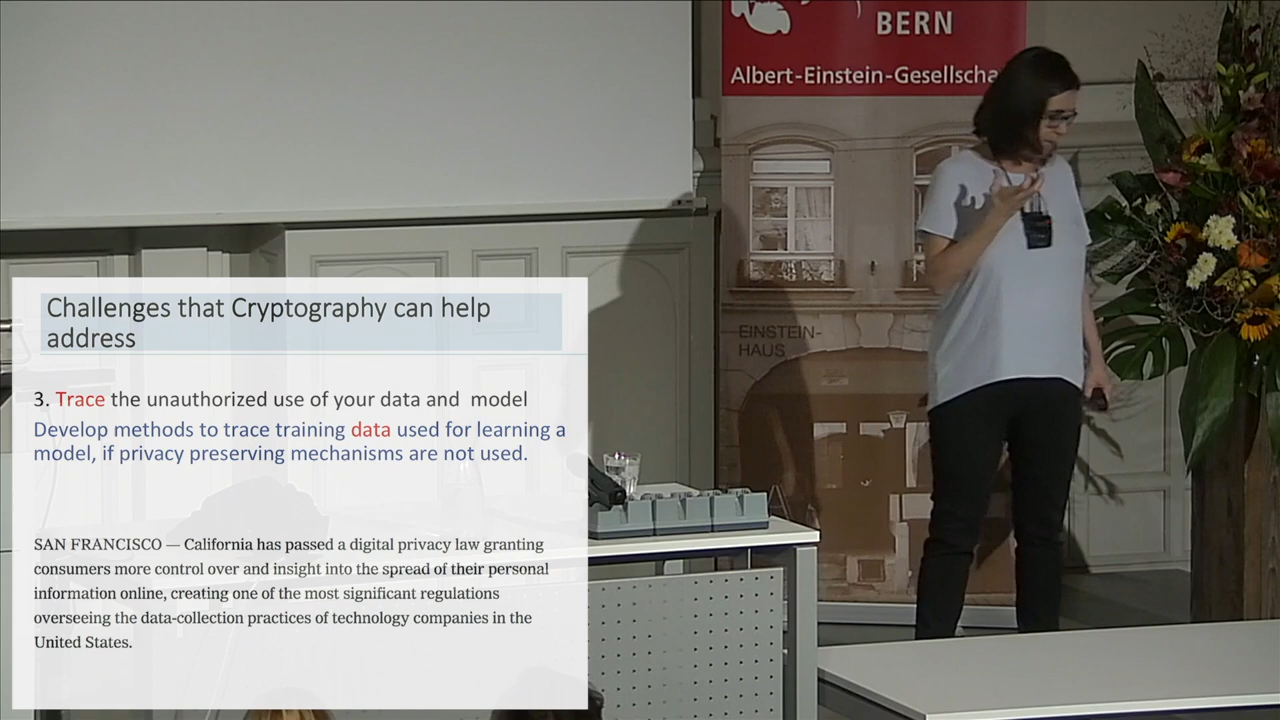 BERN
Albert-Einstein-Gesellscha
EINSTEIN-
HAUS
Challenges that Cryptography can help
address
3. Trace the unauthorized use of your data and model
Develop methods to trace training data used for learning a
model, if privacy preserving mechanisms are not used.
SAN FRANCISCO — California has passed a digital privacy law granting
consumers more control over and insight into the spread of their personal
information online, creating one of the most significant regulations
overseeing the data-collection practices of technology companies in the
United States.